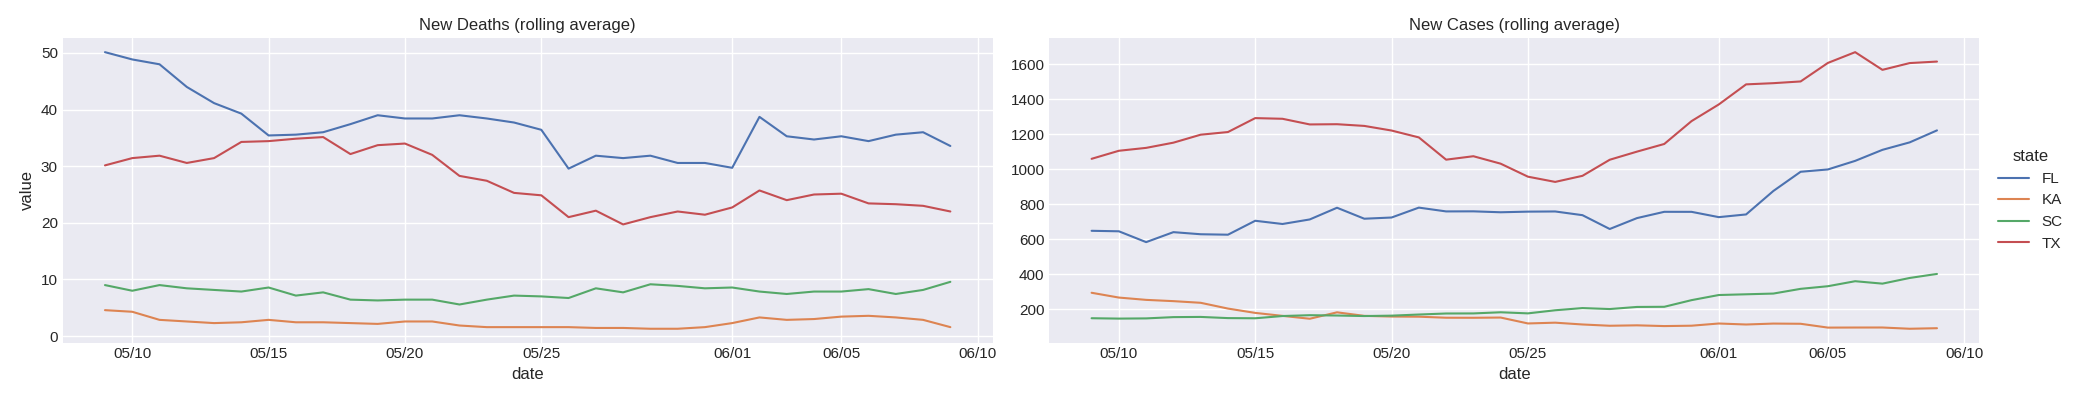 New Deaths (rolling average)
value
50
40
30
20
10
0
05/10 05/15 05/20 05/25 06/01 06/05 06/10
date
New Cases (rolling average)
1600
1400
1200
1000
800
600
400
200
05/10 05/15 05/20 05/25 06/01 06/05 06/10
date
state
FL
KA
SC
TX